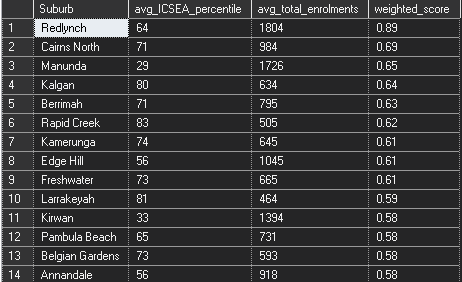 Suburb avg_ICSEA_percentile avg_total_enrolments weighted_score
1 Redlynch 64 1804 0.89
2 Cairns North 71 984 0.69
3 Manunda 29 1726 0.65
4 Kalgan 80 634 0.64
5 Berrimah 71 795 0.63
6 Rapid Creek 83 505 0.62
7 Kamerunga 74 645 0.61
8 Edge Hill 56 1045 0.61
9 Freshwater 73 665 0.61
10 Larrakeyah 81 464 0.59
11 Kirwan 33 1394 0.58
12 Pambula Beach 65 731 0.58
13 Belgian Gardens 73 593 0.58
14 Annandale 56 918 0.58